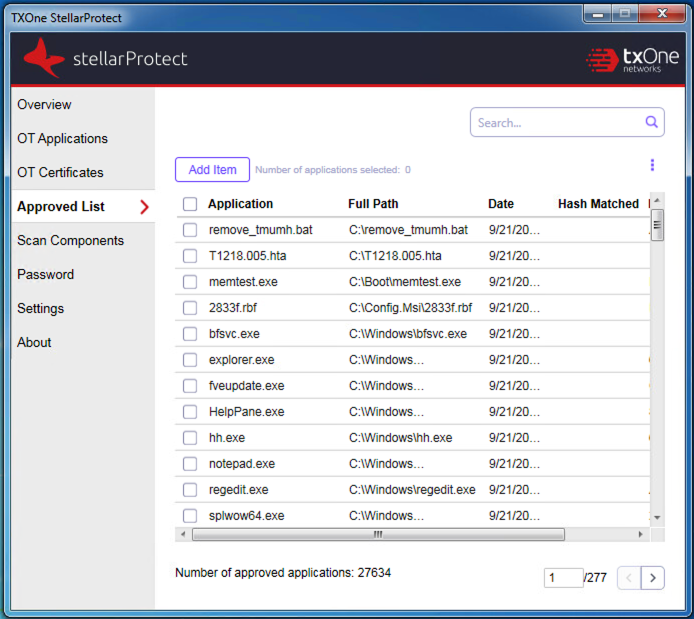 TXOne StellarProtect
stellarProtect
txOne
networks
Overview
OT Applications
OT Certificates
Approved List
Scan Components
Password
Settings
About
Search...
Add Item Number of applications selected: 0
Application Full Path Date Hash Matched
remove_tmumh.bat C:\remove_tmumh.bat 9/21/20...
T1218.005.hta C:\T1218.005.hta 9/21/20...
memtest.exe C:\Boot\memtest.exe 9/21/20...
2833f.rbf C:\Config.Msi\2833f.rbf 9/21/20...
bfsvc.exe C:\Windows\bfsvc.exe 9/21/20...
explorer.exe C:\Windows... 9/21/20...
fveupdate.exe C:\Windows... 9/21/20...
HelpPane.exe C:\Windows... 9/21/20...
hh.exe C:\Windows\hh.exe 9/21/20...
notepad.exe C:\Windows... 9/21/20...
regedit.exe C:\Windows\regedit.exe 9/21/20...
splwow64.exe C:\Windows... 9/21/20...
Number of approved applications: 27634
1 /277